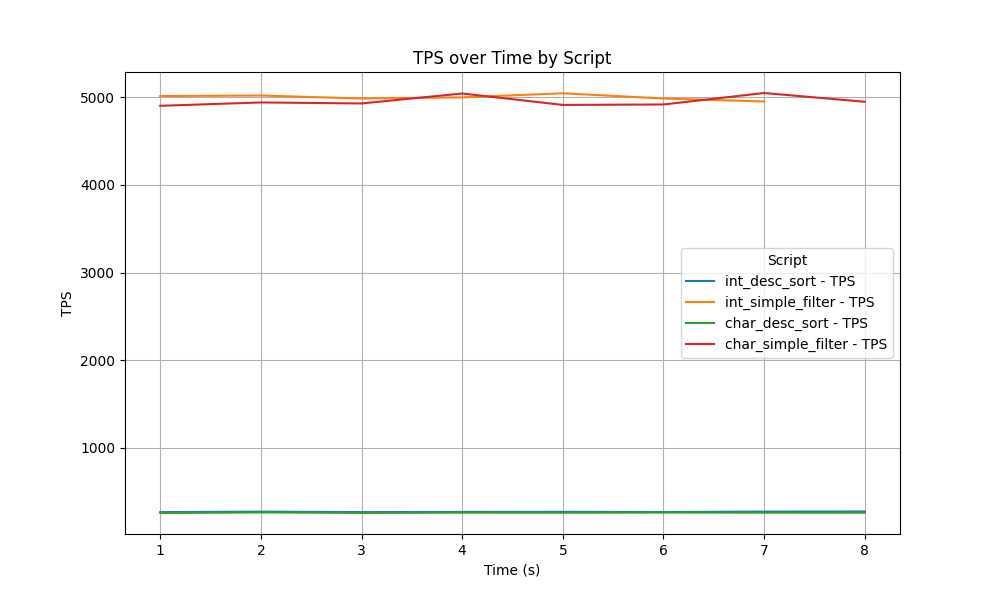 TPS over Time by Script
5000
4000
3000
2000
1000
TPS
Script
int_desc_sort - TPS
int_simple_filter - TPS
char_desc_sort - TPS
char_simple_filter - TPS
1 2 3 4 5 6 7 8
Time (s)